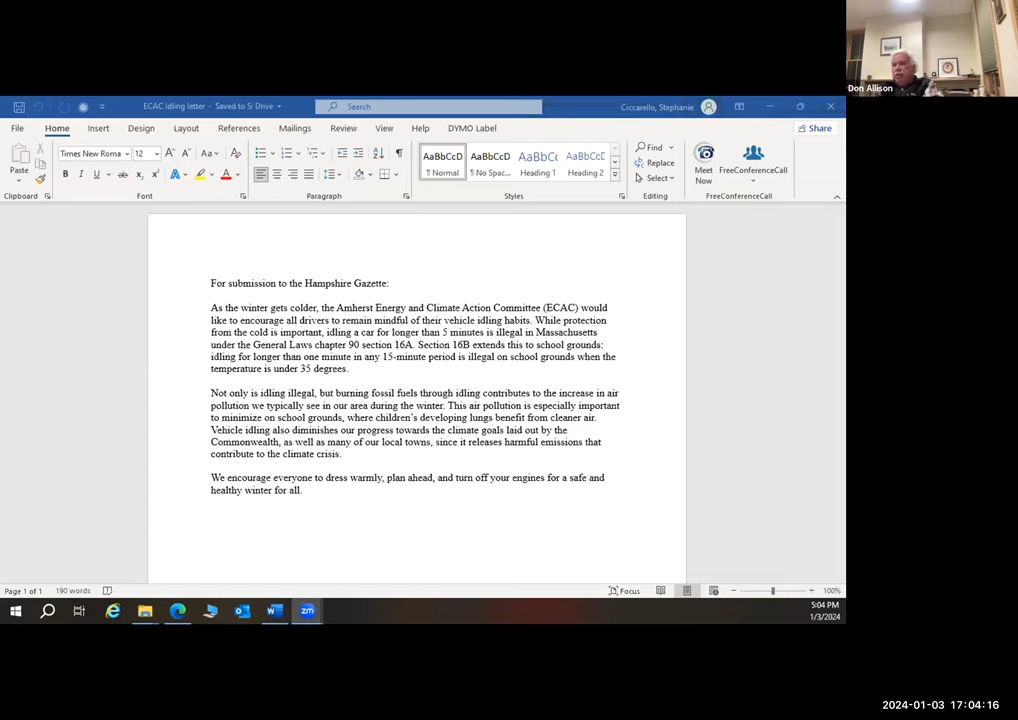 Don Allison
ECAC Idling letter - Saved to S: Drive
Search
Ciccarello, Stephanie
File Home Insert Design Layout References Mailings Review View Help DYMO Label
Share
Paste
Clipboard
Times New Roma 12
Aa
B I U ab x₂ x² A A
Font
Paragraph
AaBbCcD AaBbCcD AaBbC AaBbCcC
¶ Normal ¶ No Spac... Heading 1 Heading 2
Styles
Find
Replace
Select
Editing
Meet Now
FreeConferenceCall
FreeConferenceCall
For submission to the Hampshire Gazette:
As the winter gets colder, the Amherst Energy and Climate Action Committee (ECAC) would
like to encourage all drivers to remain mindful of their vehicle idling habits. While protection
from the cold is important, idling a car for longer than 5 minutes is illegal in Massachusetts
under the General Laws chapter 90 section 16A. Section 16B extends this to school grounds:
idling for longer than one minute in any 15-minute period is illegal on school grounds when the
temperature is under 35 degrees.
Not only is idling illegal, but burning fossil fuels through idling contributes to the increase in air
pollution we typically see in our area during the winter. This air pollution is especially important
to minimize on school grounds, where children's developing lungs benefit from cleaner air.
Vehicle idling also diminishes our progress towards the climate goals laid out by the
Commonwealth, as well as many of our local towns, since it releases harmful emissions that
contribute to the climate crisis.
We encourage everyone to dress warmly, plan ahead, and turn off your engines for a safe and
healthy winter for all.
Page 1 of 1 190 words
Focus
100%
zm
5:04 PM
1/3/2024
2024-01-03 17:04:16